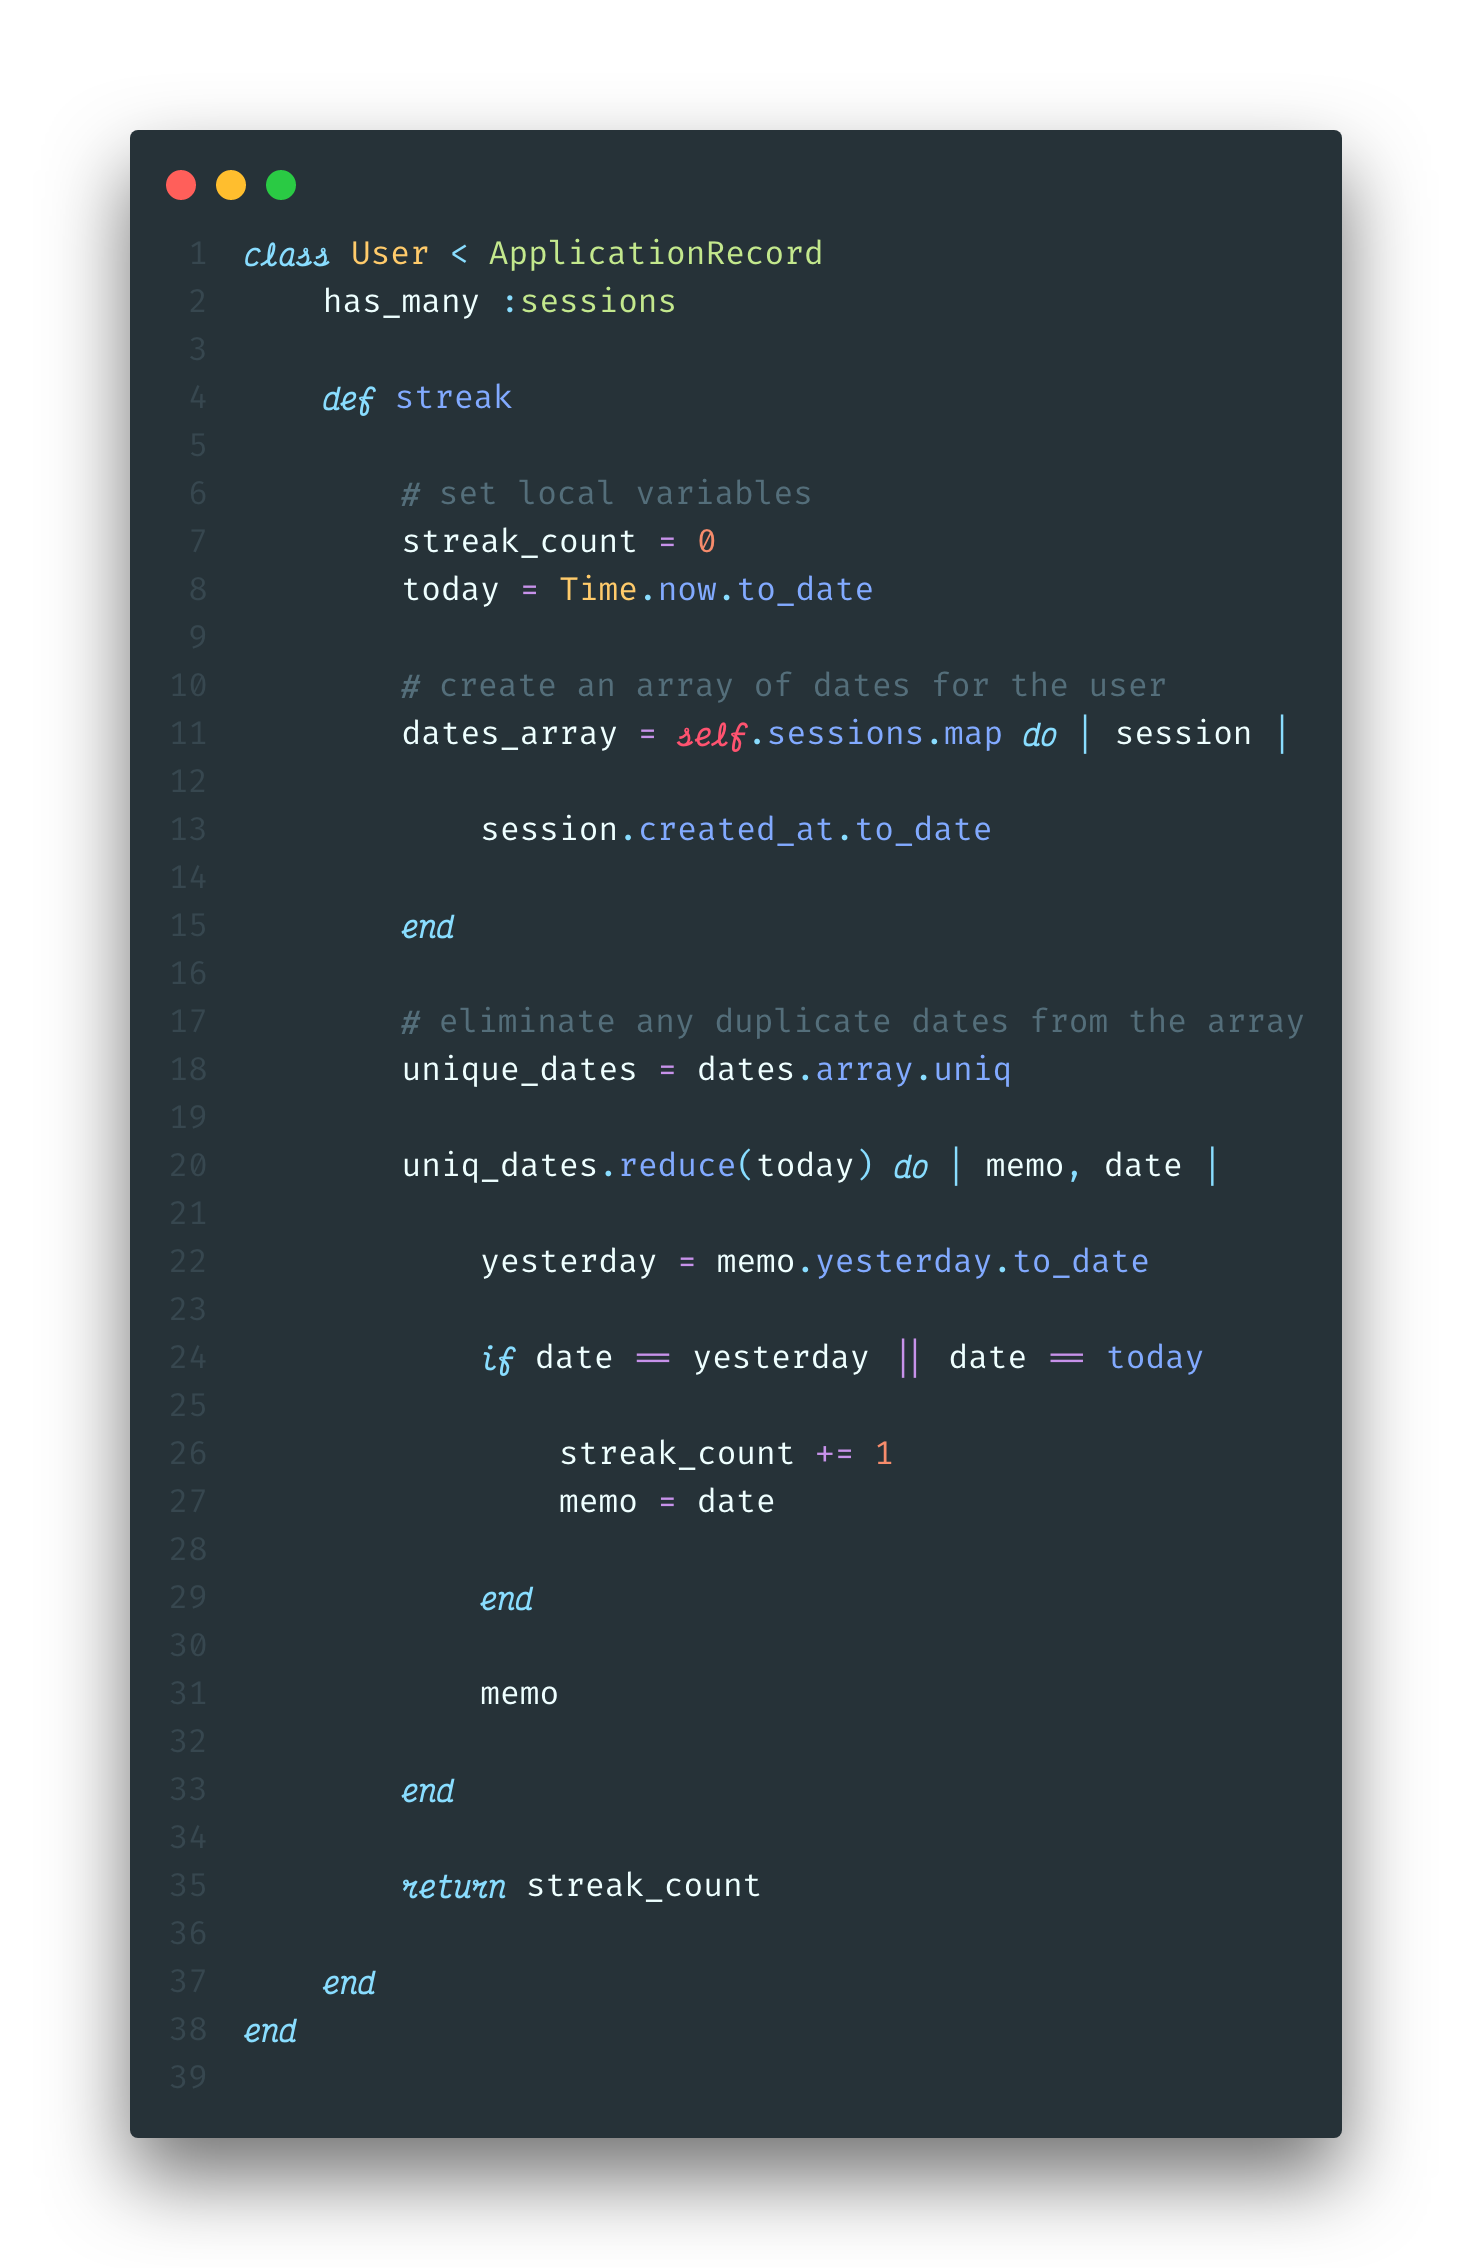 1 class User < ApplicationRecord
2     has_many :sessions
3
4     def streak
5
6         # set local variables
7         streak_count = 0
8         today = Time.now.to_date
9
10         # create an array of dates for the user
11         dates_array = self.sessions.map do | session |
12
13             session.created_at.to_date
14
15         end
16
17         # eliminate any duplicate dates from the array
18         unique_dates = dates.array.uniq
19
20         uniq_dates.reduce(today) do | memo, date |
21
22             yesterday = memo.yesterday.to_date
23
24             if date == yesterday || date == today
25
26                 streak_count += 1
27                 memo = date
28
29             end
30
31             memo
32
33         end
34
35         return streak_count
36
37     end
38 end
39